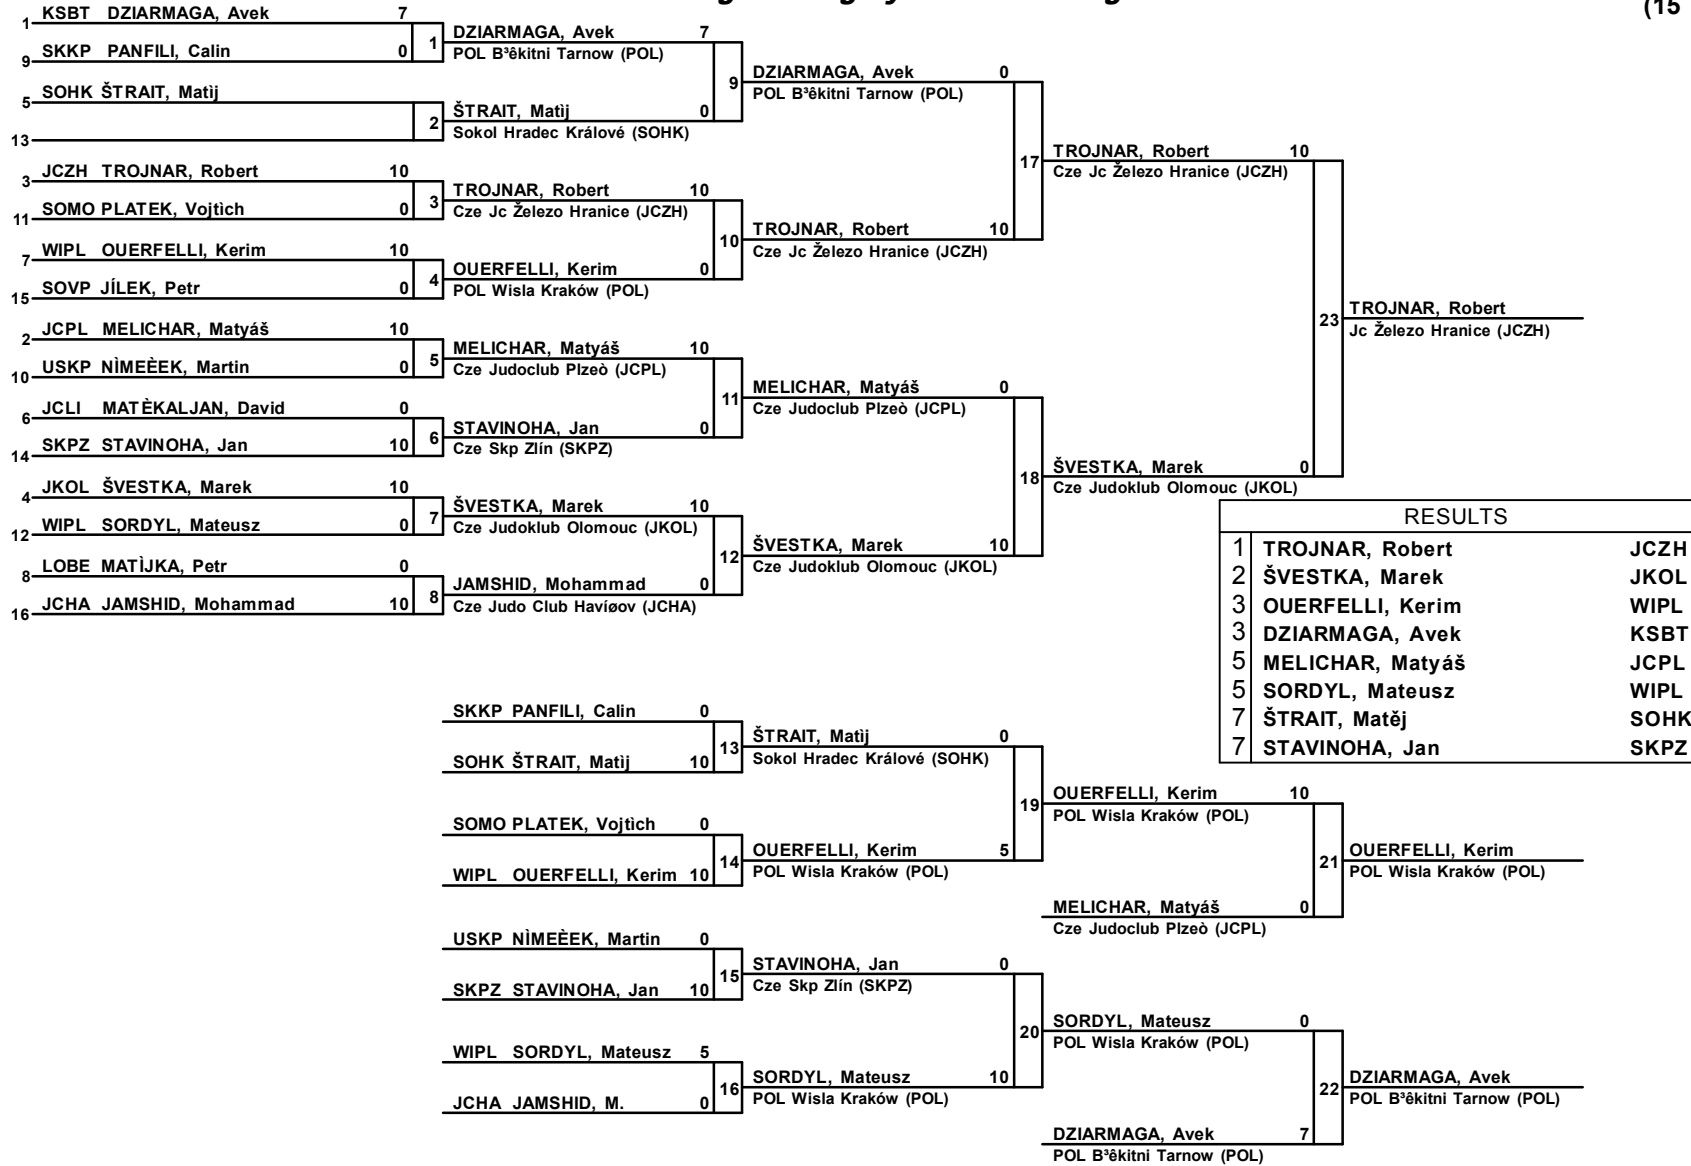 (15
1 KSBT DZIARMAGA, Avek 7
9 SKKP PANFILI, Calin 0
1
5 SOHK ŠTRAIT, Matìj
13
2
3 JCZH TROJNAR, Robert 10
11 SOMO PLATEK, Vojtìch 0
3
7 WIPL OUERFELLI, Kerim 10
15 SOVP JÍLEK, Petr 0
4
2 JCPL MELICHAR, Matyáš 10
10 USKP NÌMEÈEK, Martin 0
5
6 JCLI MATÈKALJAN, David 0
14 SKPZ STAVINOHA, Jan 10
6
4 JKOL ŠVESTKA, Marek 10
12 WIPL SORDYL, Mateusz 0
7
8 LOBE MATÌJKA, Petr 0
16 JCHA JAMSHID, Mohammad 10
8
DZIARMAGA, Avek 7
POL B³êkitni Tarnow (POL)
ŠTRAIT, Matìj 0
Sokol Hradec Králové (SOHK)
9
TROJNAR, Robert 10
Cze Jc Železo Hranice (JCZH)
OUERFELLI, Kerim 0
POL Wisla Kraków (POL)
10
MELICHAR, Matyáš 10
Cze Judoclub Plzeò (JCPL)
STAVINOHA, Jan 0
Cze Skp Zlín (SKPZ)
11
ŠVESTKA, Marek 10
Cze Judoklub Olomouc (JKOL)
JAMSHID, Mohammad 0
Cze Judo Club Havíøov (JCHA)
12
DZIARMAGA, Avek 0
POL B³êkitni Tarnow (POL)
TROJNAR, Robert 10
Cze Jc Železo Hranice (JCZH)
17
MELICHAR, Matyáš 0
Cze Judoclub Plzeò (JCPL)
ŠVESTKA, Marek 10
Cze Judoklub Olomouc (JKOL)
18
TROJNAR, Robert 10
Cze Jc Železo Hranice (JCZH)
ŠVESTKA, Marek 0
Cze Judoklub Olomouc (JKOL)
23
TROJNAR, Robert
Jc Železo Hranice (JCZH)
RESULTS
1 TROJNAR, Robert JCZH
2 ŠVESTKA, Marek JKOL
3 OUERFELLI, Kerim WIPL
3 DZIARMAGA, Avek KSBT
5 MELICHAR, Matyáš JCPL
5 SORDYL, Mateusz WIPL
7 ŠTRAIT, Matěj SOHK
7 STAVINOHA, Jan SKPZ
SKKP PANFILI, Calin 0
SOHK ŠTRAIT, Matìj 10
13
SOMO PLATEK, Vojtìch 0
WIPL OUERFELLI, Kerim 10
14
USKP NÌMEÈEK, Martin 0
SKPZ STAVINOHA, Jan 10
15
WIPL SORDYL, Mateusz 5
JCHA JAMSHID, M. 0
16
ŠTRAIT, Matìj 0
Sokol Hradec Králové (SOHK)
OUERFELLI, Kerim 5
POL Wisla Kraków (POL)
19
STAVINOHA, Jan 0
Cze Skp Zlín (SKPZ)
SORDYL, Mateusz 10
POL Wisla Kraków (POL)
20
OUERFELLI, Kerim 10
POL Wisla Kraków (POL)
MELICHAR, Matyáš 0
Cze Judoclub Plzeò (JCPL)
21
SORDYL, Mateusz 0
POL Wisla Kraków (POL)
DZIARMAGA, Avek 7
POL B³êkitni Tarnow (POL)
22
OUERFELLI, Kerim
POL Wisla Kraków (POL)
DZIARMAGA, Avek
POL B³êkitni Tarnow (POL)